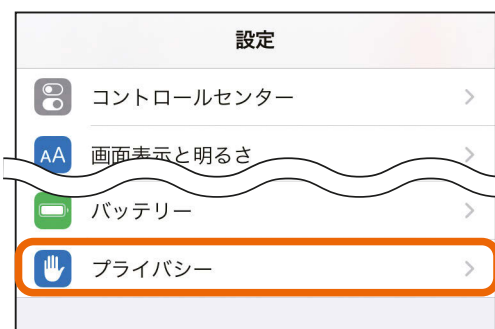 設定
コントロールセンター
AA 画面表示と明るさ
バッテリー
プライバシー